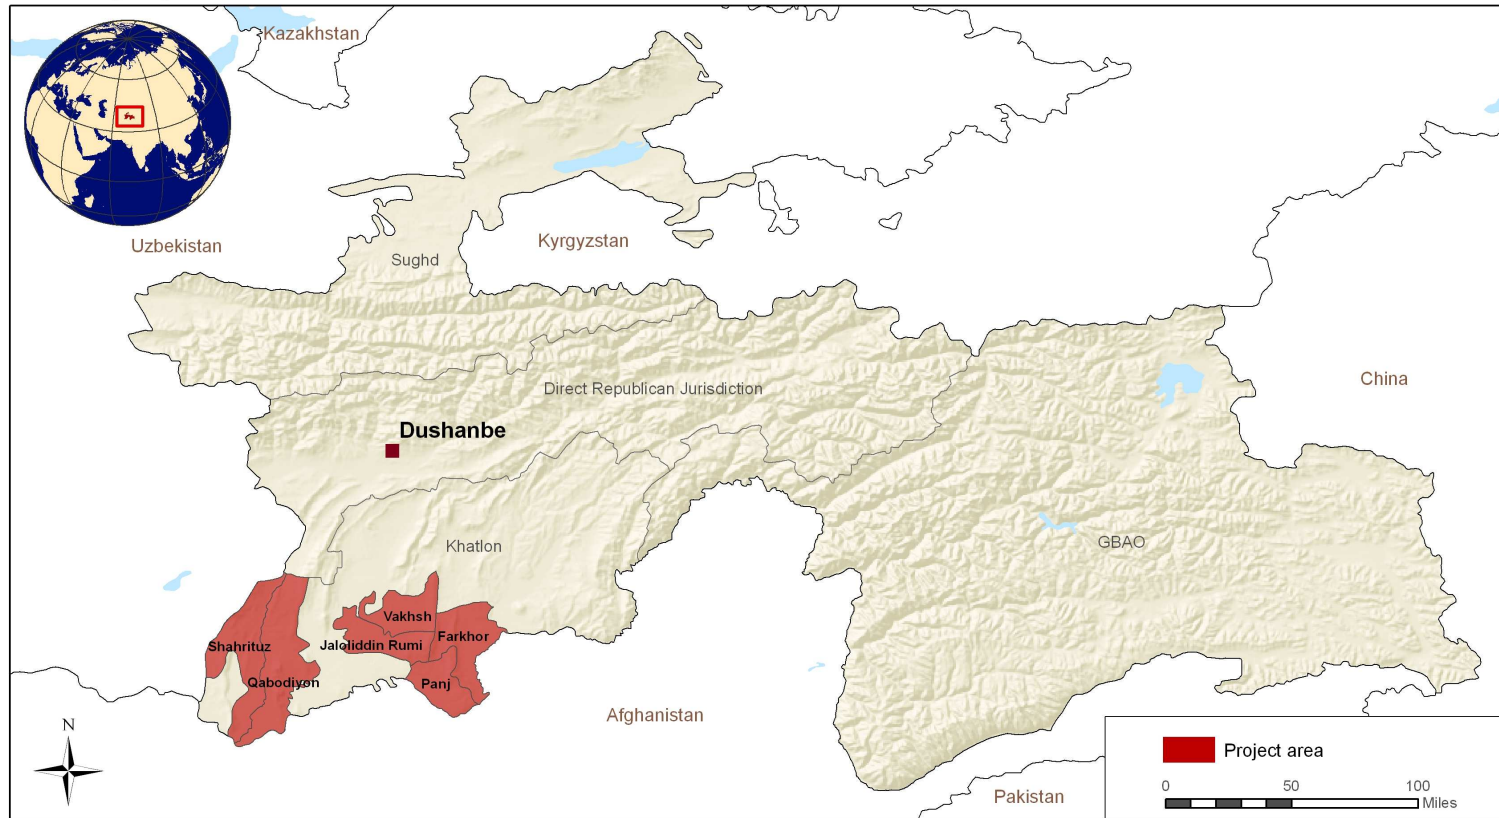 Kazakhstan
Uzbekistan
Kyrgyzstan
Sughd
China
Direct Republican Jurisdiction
Dushanbe
Khatlon
GBAO
Vakhsh
Shahrituz
Jaloliddin Rumi
Farkhor
Qabodiyon
Panj
Afghanistan
N
Project area
0 50 100
Miles
Pakistan